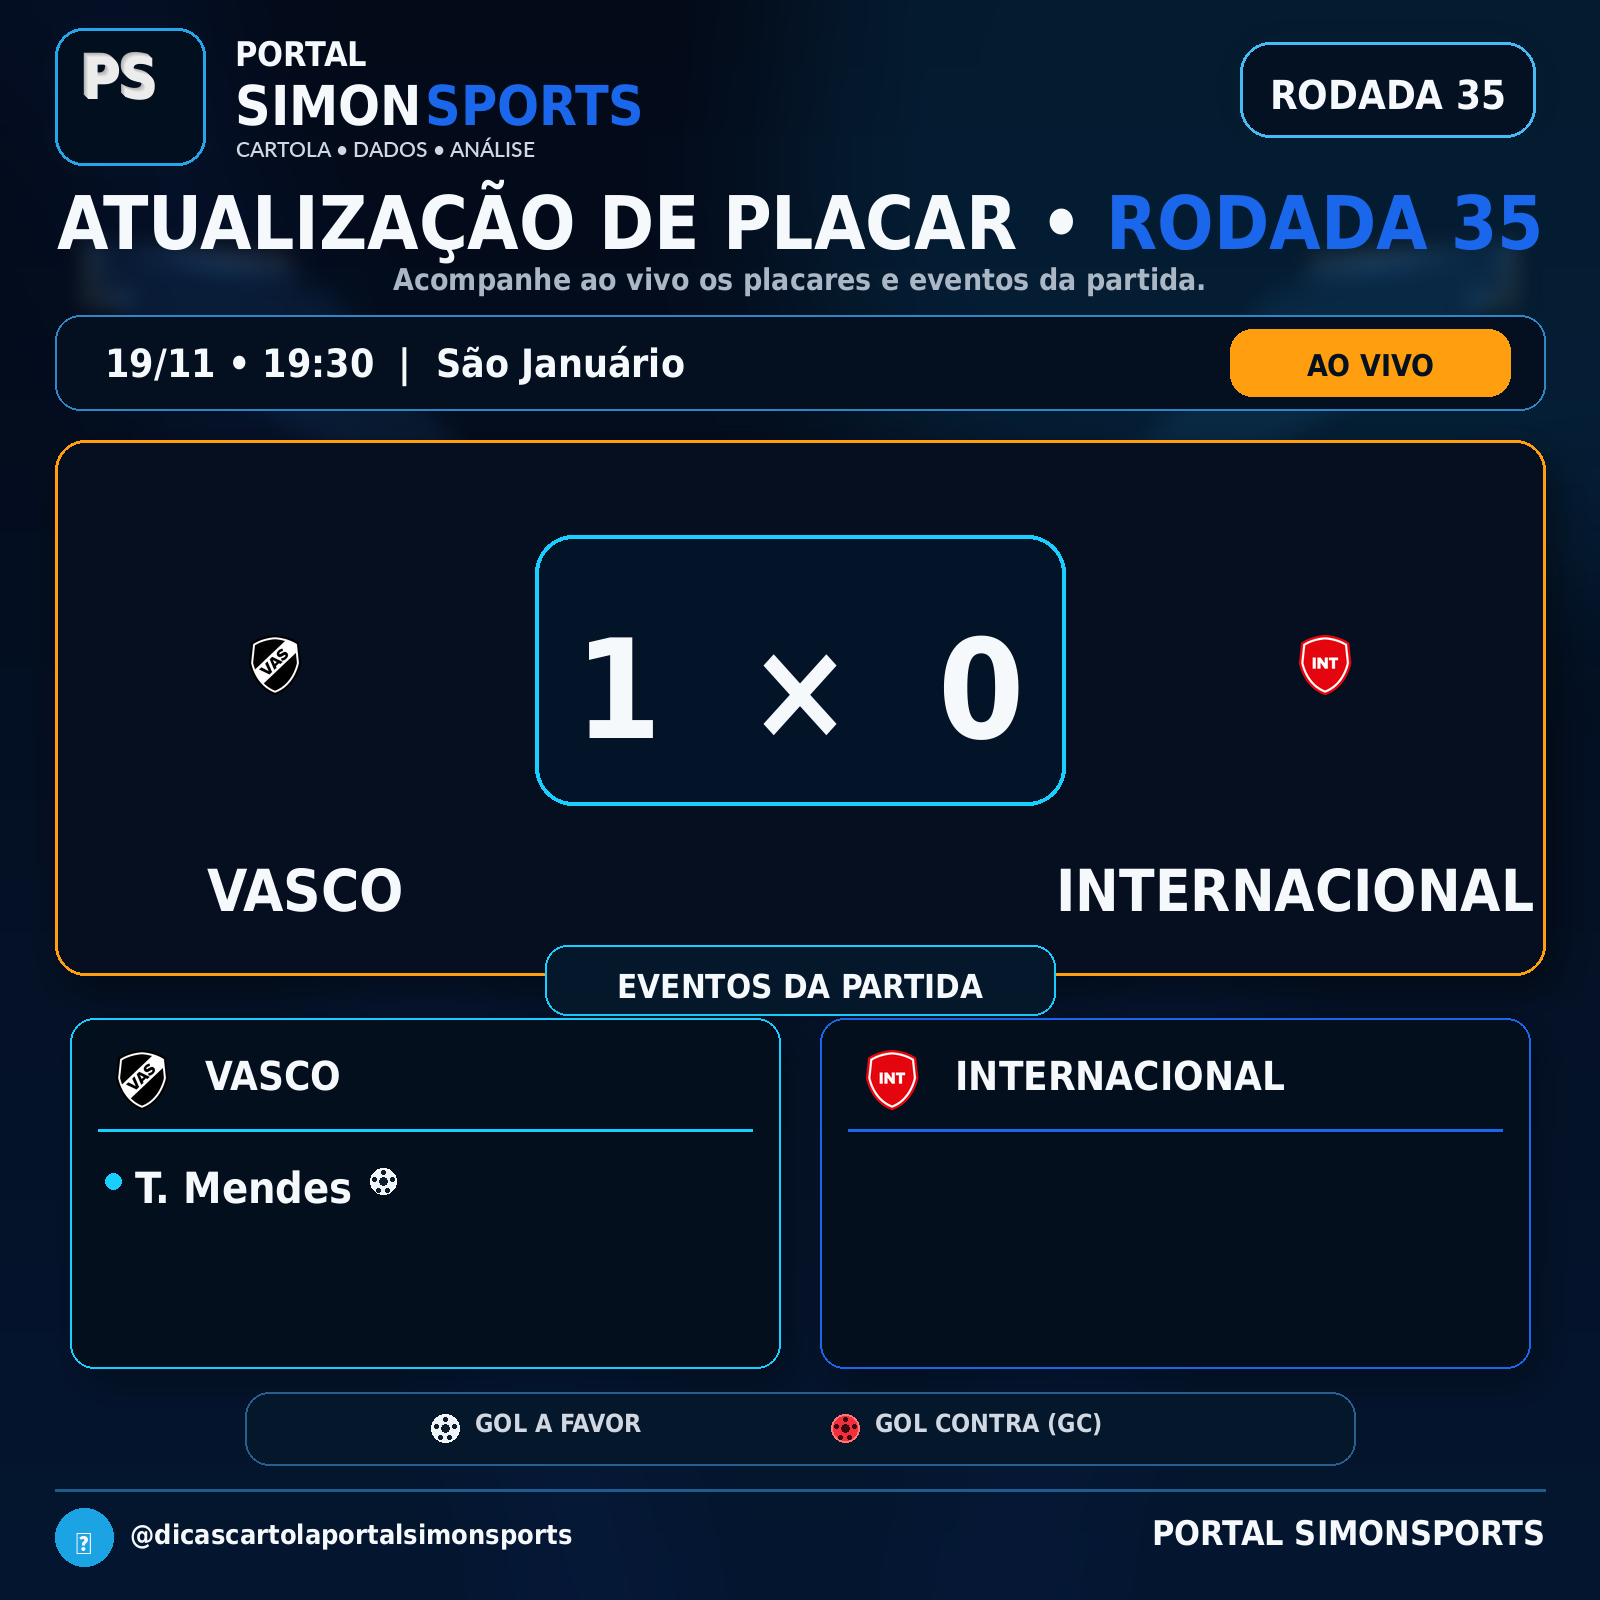 PS
PORTAL
SIMONSPORTS
CARTOLA • DADOS • ANÁLISE
RODADA 35
ATUALIZAÇÃO DE PLACAR • RODADA 35
Acompanhe ao vivo os placares e eventos da partida.
19/11 • 19:30 | São Januário
AO VIVO
VAS
1 × 0
INT
VASCO
INTERNACIONAL
EVENTOS DA PARTIDA
VAS
VASCO
INT
INTERNACIONAL
T. Mendes
GOL A FAVOR
GOL CONTRA (GC)
@dicascartolaportalsimonsports
PORTAL SIMONSPORTS